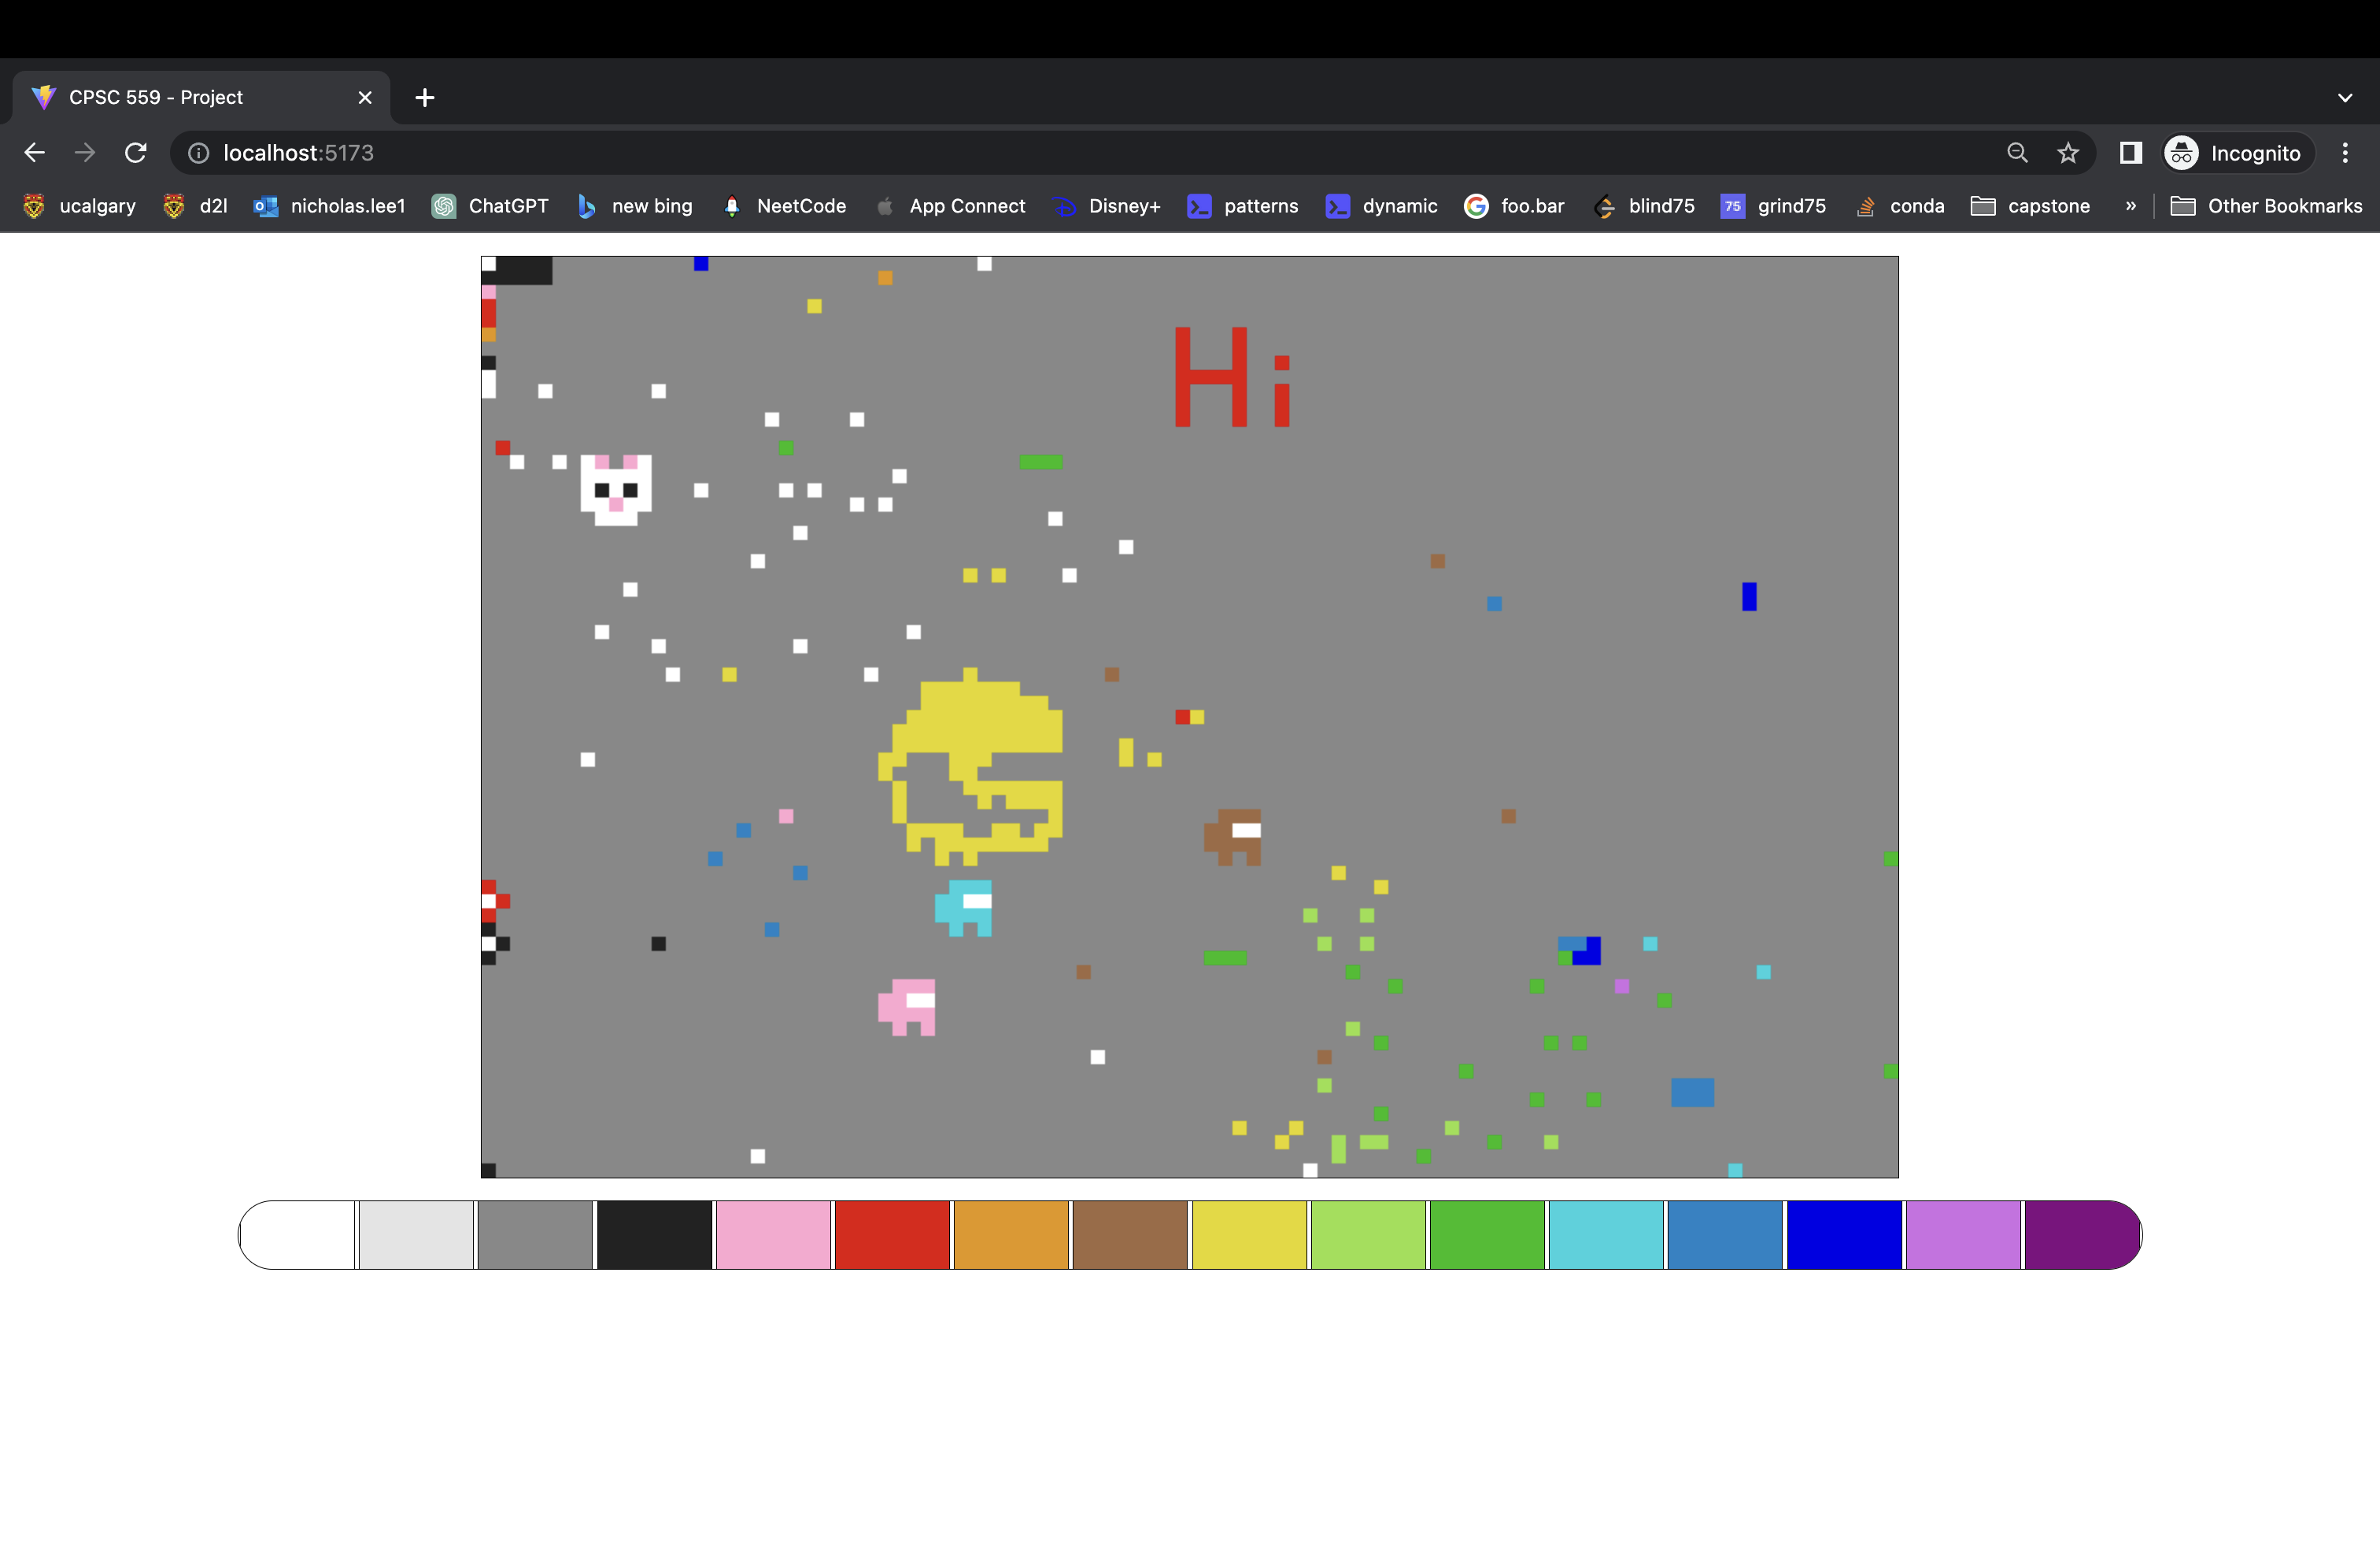 CPSC 559 - Project
localhost:5173
Incognito
ucalgary d2l nicholas.lee1 ChatGPT new bing NeetCode App Connect Disney+ patterns dynamic foo.bar 75 blind75 grind75 conda capstone » Other Bookmarks
Hi